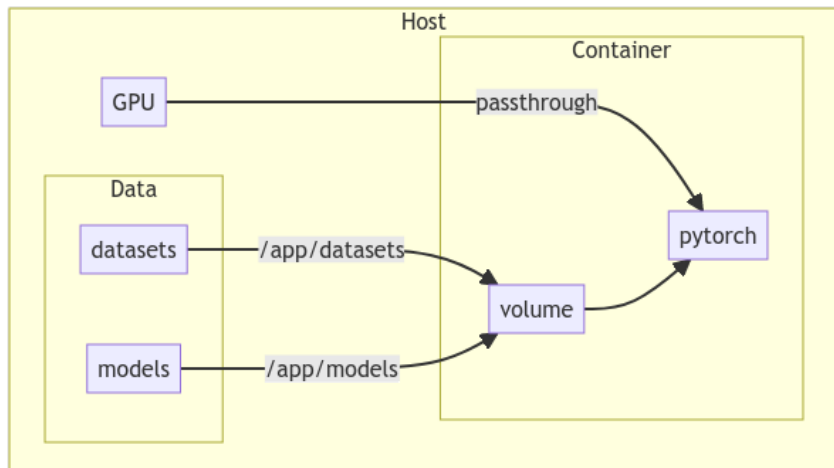 Host
Container
GPU
passthrough
Data
datasets
/app/datasets
pytorch
volume
models
/app/models